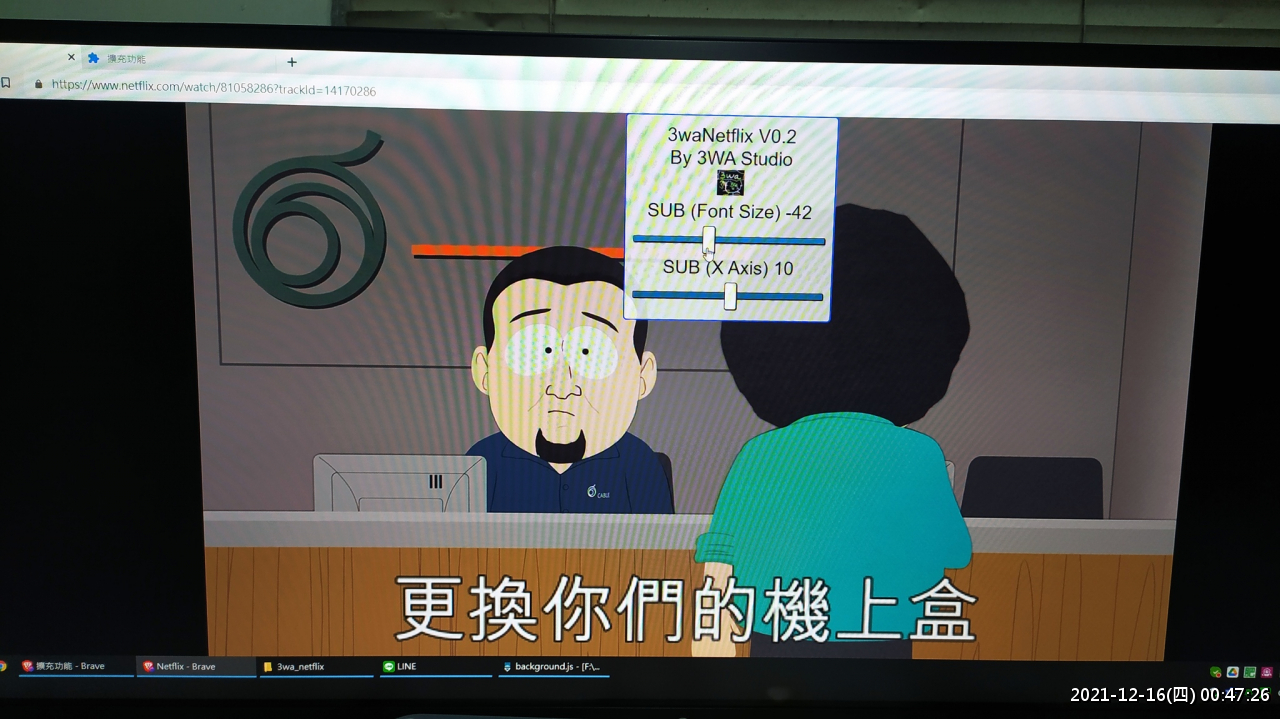 擴充功能
https://www.netflix.com/watch/81058286?trackId=14170286
3waNetflix V0.2
By 3WA Studio
3wa
SUB (Font Size) -42
SUB (X Axis) 10
CABLE
更換你們的機上盒
擴充功能 - Brave
Netflix - Brave
3wa_netflix
LINE
background.js - [F:\...
2021-12-16(四) 00:47:26